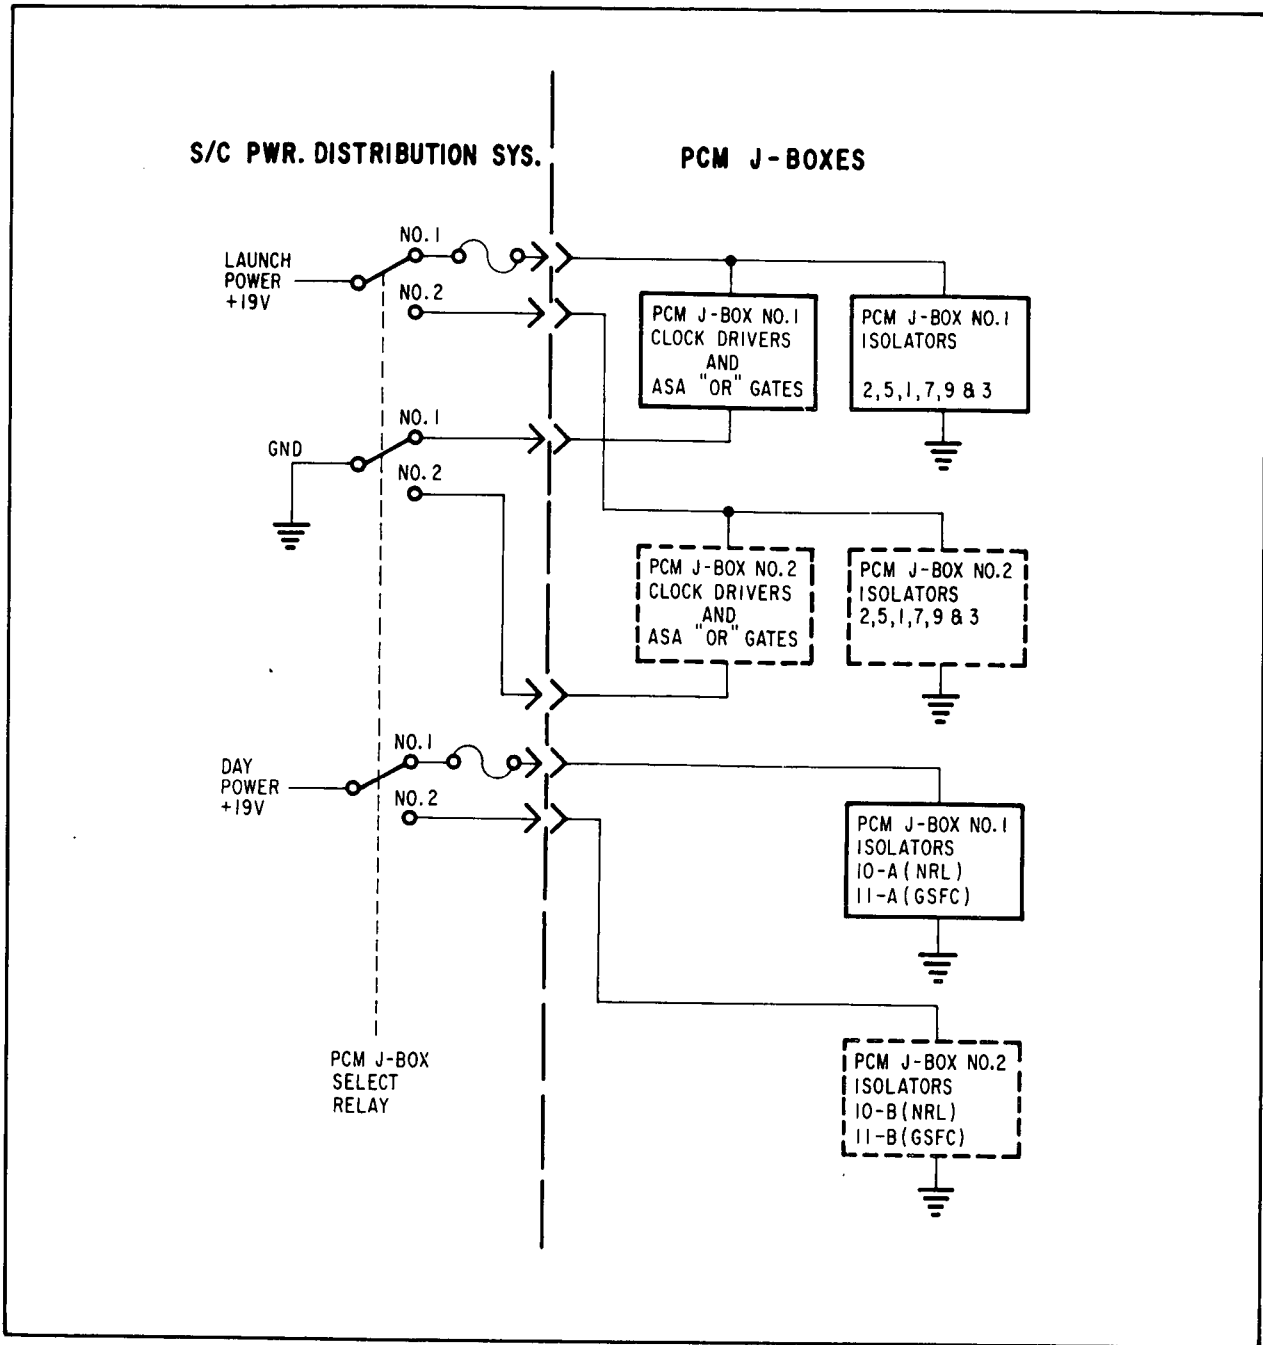 S/C PWR. DISTRIBUTION SYS.
PCM J-BOXES
LAUNCH
POWER
+19V
NO.1
NO.2
PCM J-BOX NO.1
CLOCK DRIVERS
AND
ASA "OR" GATES
PCM J-BOX NO.1
ISOLATORS
2,5,1,7,9 & 3
GND
NO.1
NO.2
PCM J-BOX NO.2
CLOCK DRIVERS
AND
ASA "OR" GATES
PCM J-BOX NO.2
ISOLATORS
2,5,1,7,9 & 3
DAY
POWER
+19V
NO.1
NO.2
PCM J-BOX NO.1
ISOLATORS
10-A (NRL)
11-A (GSFC)
PCM J-BOX
SELECT
RELAY
PCM J-BOX NO.2
ISOLATORS
10-B (NRL)
11-B (GSFC)